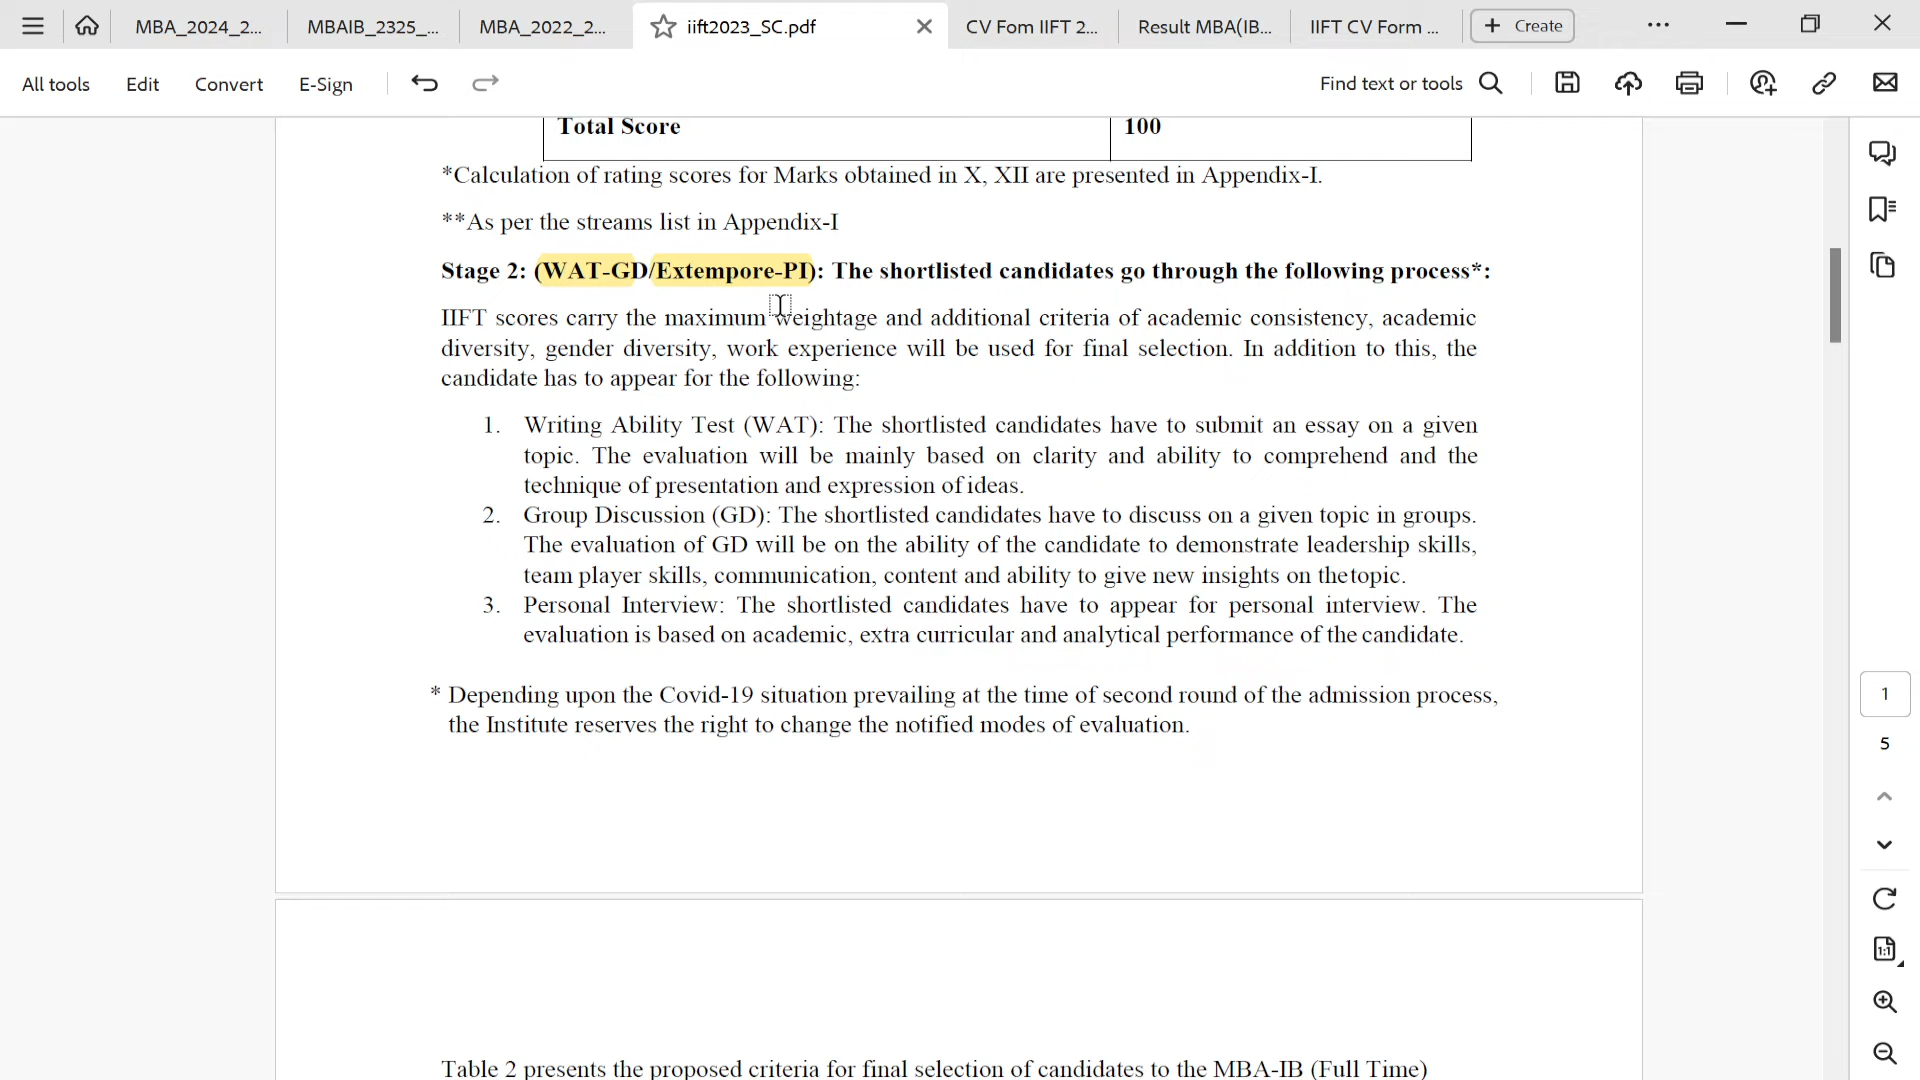 MBA_2024_2...
MBAIB_2325_...
MBA_2022_2...
iift2023_SC.pdf
CV Fom IIFT 2...
Result MBA(IB...
IIFT CV Form ...
+ Create
All tools
Edit
Convert
E-Sign
Find text or tools
Total Score 100
*Calculation of rating scores for Marks obtained in X, XII are presented in Appendix-I.
**As per the streams list in Appendix-I
Stage 2: (WAT-GD/Extempore-PI): The shortlisted candidates go through the following process*:
IIFT scores carry the maximum weightage and additional criteria of academic consistency, academic
diversity, gender diversity, work experience will be used for final selection. In addition to this, the
candidate has to appear for the following:
1. Writing Ability Test (WAT): The shortlisted candidates have to submit an essay on a given
topic. The evaluation will be mainly based on clarity and ability to comprehend and the
technique of presentation and expression of ideas.
2. Group Discussion (GD): The shortlisted candidates have to discuss on a given topic in groups.
The evaluation of GD will be on the ability of the candidate to demonstrate leadership skills,
team player skills, communication, content and ability to give new insights on thetopic.
3. Personal Interview: The shortlisted candidates have to appear for personal interview. The
evaluation is based on academic, extra curricular and analytical performance of the candidate.
* Depending upon the Covid-19 situation prevailing at the time of second round of the admission process,
the Institute reserves the right to change the notified modes of evaluation.
Table 2 presents the proposed criteria for final selection of candidates to the MBA-IB (Full Time)
1
5
1:1